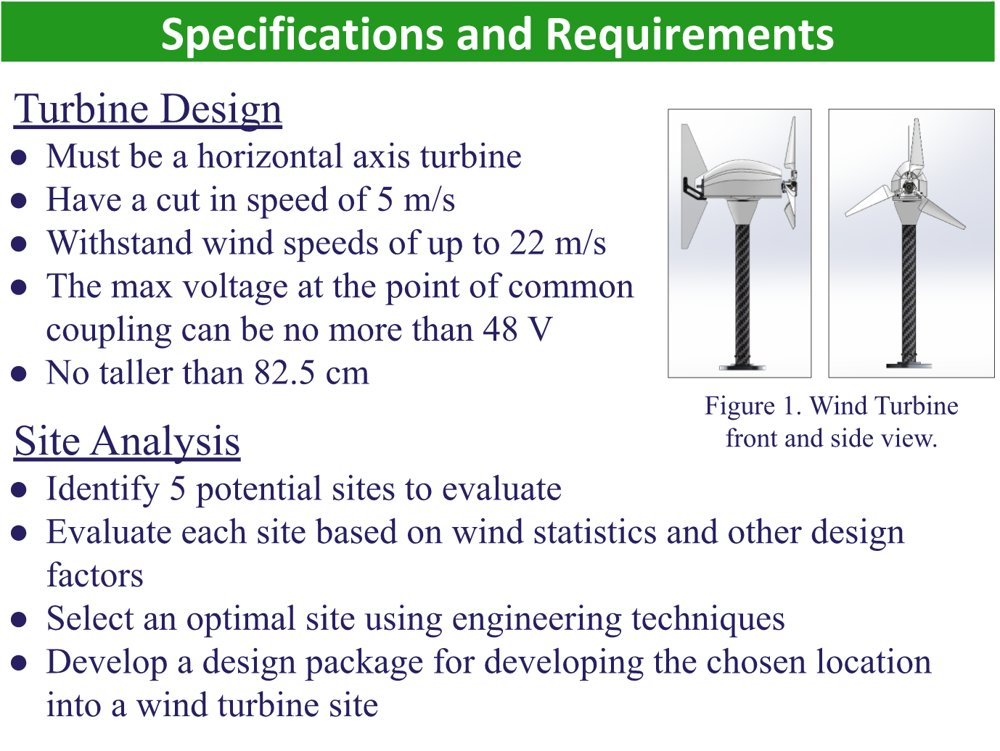 Specifications and Requirements
Turbine Design
● Must be a horizontal axis turbine
● Have a cut in speed of 5 m/s
● Withstand wind speeds of up to 22 m/s
● The max voltage at the point of common
coupling can be no more than 48 V
● No taller than 82.5 cm
Figure 1. Wind Turbine
front and side view.
Site Analysis
● Identify 5 potential sites to evaluate
● Evaluate each site based on wind statistics and other design
factors
● Select an optimal site using engineering techniques
● Develop a design package for developing the chosen location
into a wind turbine site